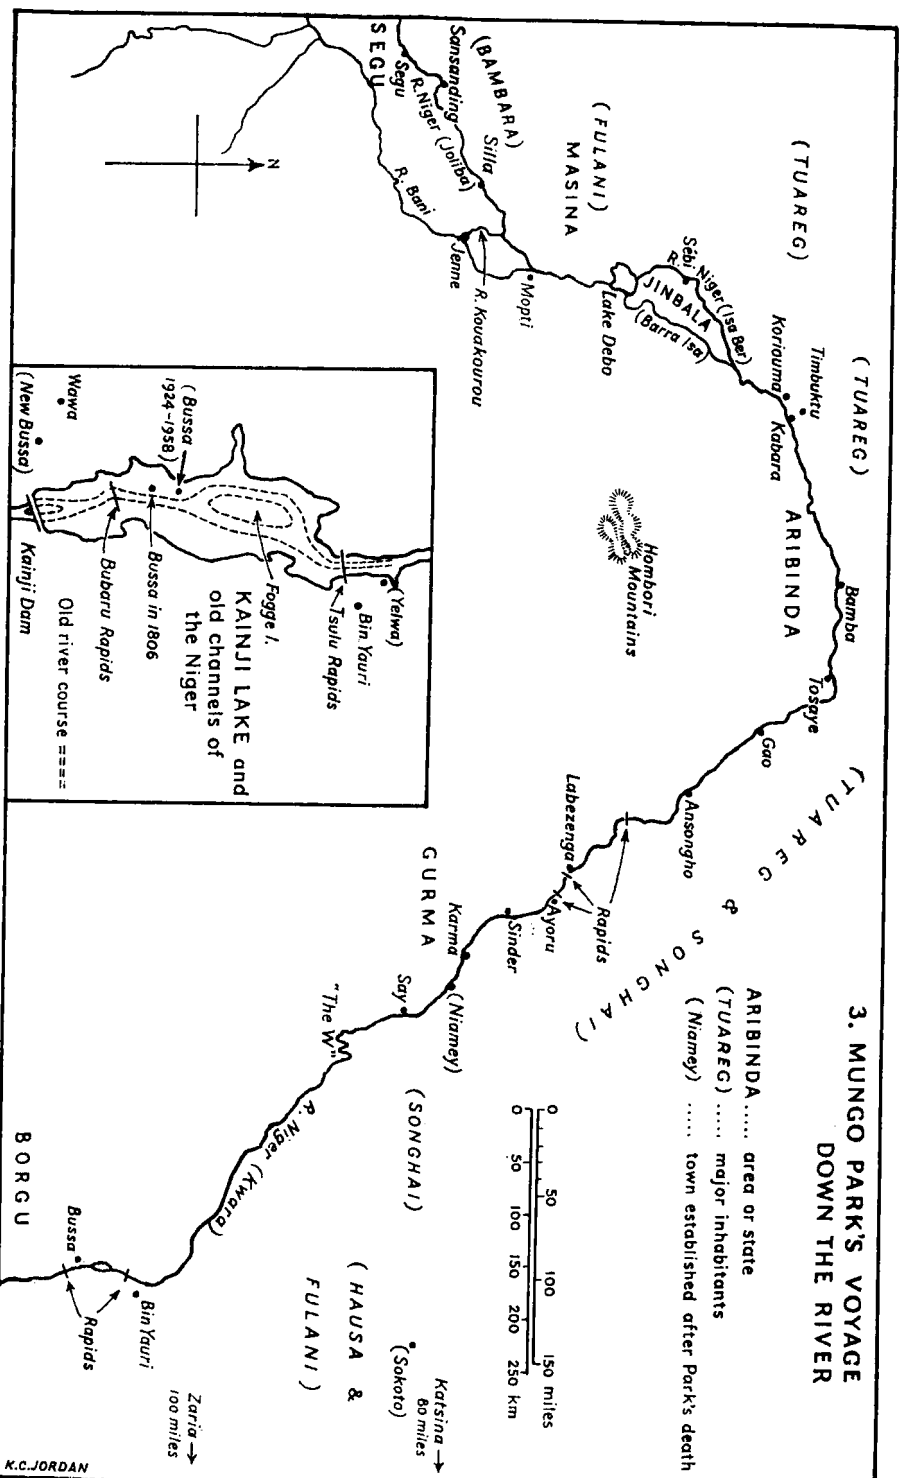 3. MUNGO PARK'S VOYAGE
DOWN THE RIVER
ARIBINDA ..... area or state
(TUAREG) ..... major inhabitants
(Niamey) ..... town established after Park's death
0 50 100 150 miles
0 50 100 150 200 250 km
(TUAREG)
(TUAREG)
(FULANI)
MASINA
(BAMBARA)
Sansanding
Segu
SEGU
R. Niger (Joliba)
Silla
R. Bani
Jenne
R. Kouakourou
Mopti
Lake Debo
Sébi
R. Niger (Isa Ber)
JINBALA
(Barra Isa)
Koriouma
Timbuktu
Kabara
ARIBINDA
Hombori
Mountains
Bamba
Tosaye
Gao
(TUAREG & SONGHAI)
Ansongho
Labezenga
Rapids
Ayoru
Sinder
GURMA
Karma
(Niamey)
Say
"The W"
(SONGHAI)
R. Niger (Kwara)
(HAUSA &
FULANI)
(Sokoto)
Katsina →
80 miles
Zaria →
100 miles
BORGU
Bussa
Bin Yauri
Rapids
N
KAINJI LAKE and
old channels of
the Niger
Old river course ====
(Yelwa)
Bin Yauri
Tsulu Rapids
Fogge I.
(Bussa
1924-1958)
Bussa in 1806
Bubaru Rapids
Wawa
(New Bussa)
Kainji Dam
K.C.JORDAN